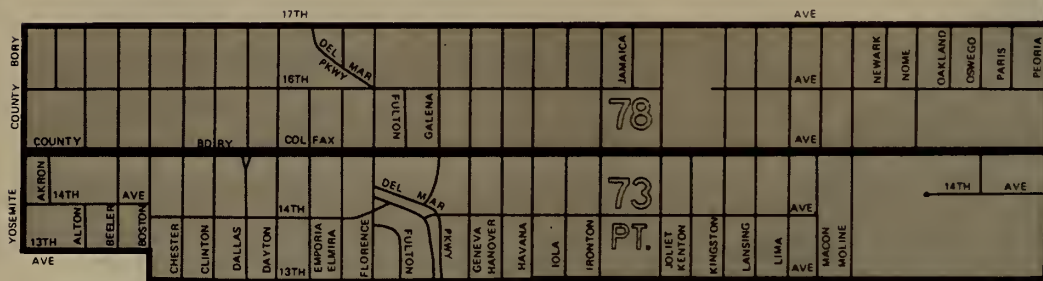 17TH AVE
BORY
COUNTY
YOSEMITE
DEL MAR
PKWY
16TH AVE
JAMAICA
NEWARK
NOME
OAKLAND
OSWEGO
PARIS
PEORIA
FULTON
GALENA
78
COUNTY BDRY COLFAX AVE
AKRON
14TH AVE
14TH
DEL MAR
PKWY
73
PT.
14TH AVE
AVE
ALTON
BEELER
BOSTON
CHESTER
CLINTON
DALLAS
DAYTON
EMPORIA
ELMIRA
FLORENCE
FULTON
GENEVA
HANOVER
HAVANA
IOLA
IRONTON
JOLIET
KENTON
KINGSTON
LANSING
LIMA
MACON
MOLINE
13TH
AVE
13TH AVE